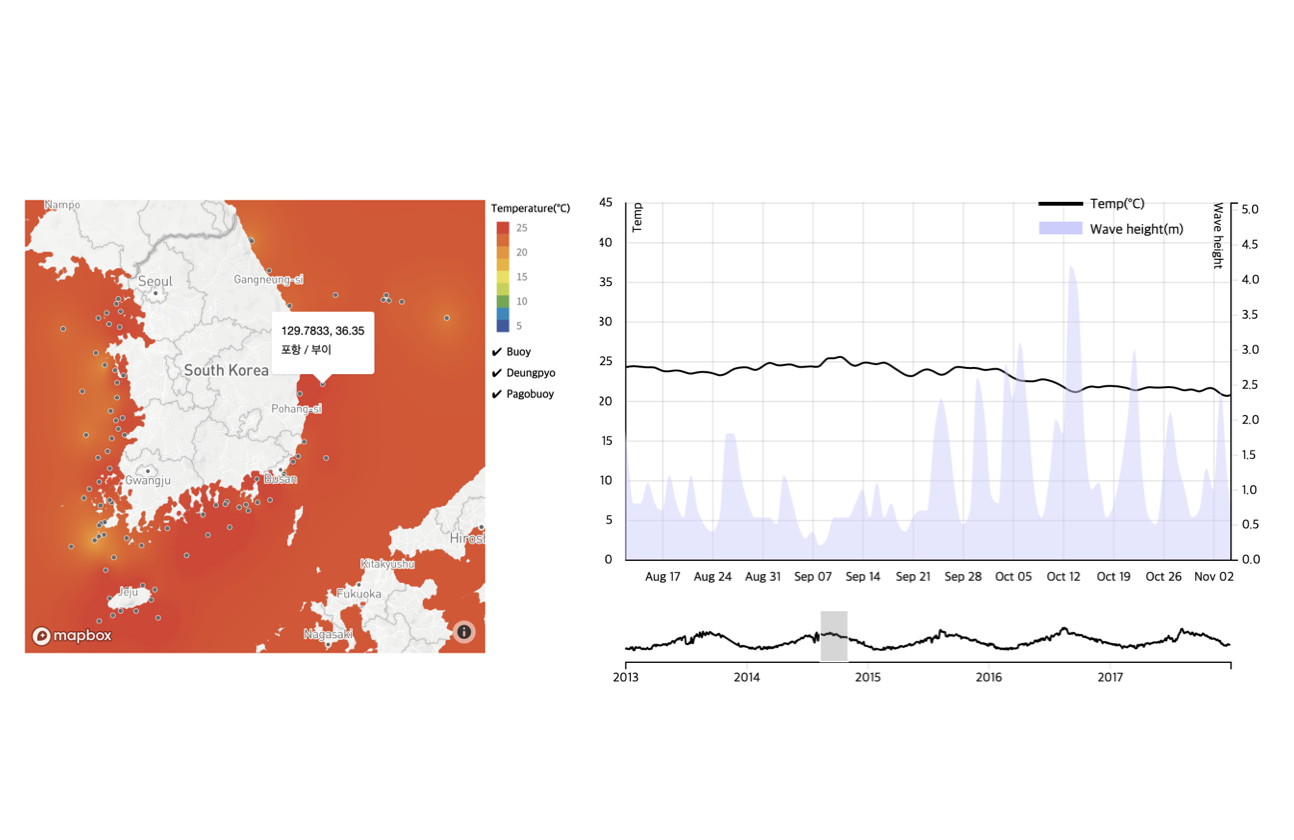 Nampo
Seoul
Gangneung-si
129.7833, 36.35
포항 / 부이
South Korea
Pohang-si
Gwangju
Busan
Hirosl
Kitakyushu
Jeju
Fukuoka
Nagasaki
mapbox
i
Temperature(°C)
25
20
15
10
5
✔ Buoy
✔ Deungpyo
✔ Pagobuoy
Temp
45
40
35
30
25
20
15
10
5
0
Temp(°C)
Wave height(m)
Wave height
5.0
4.5
4.0
3.5
3.0
2.5
2.0
1.5
1.0
0.5
0.0
Aug 17 Aug 24 Aug 31 Sep 07 Sep 14 Sep 21 Sep 28 Oct 05 Oct 12 Oct 19 Oct 26 Nov 02
2013 2014 2015 2016 2017